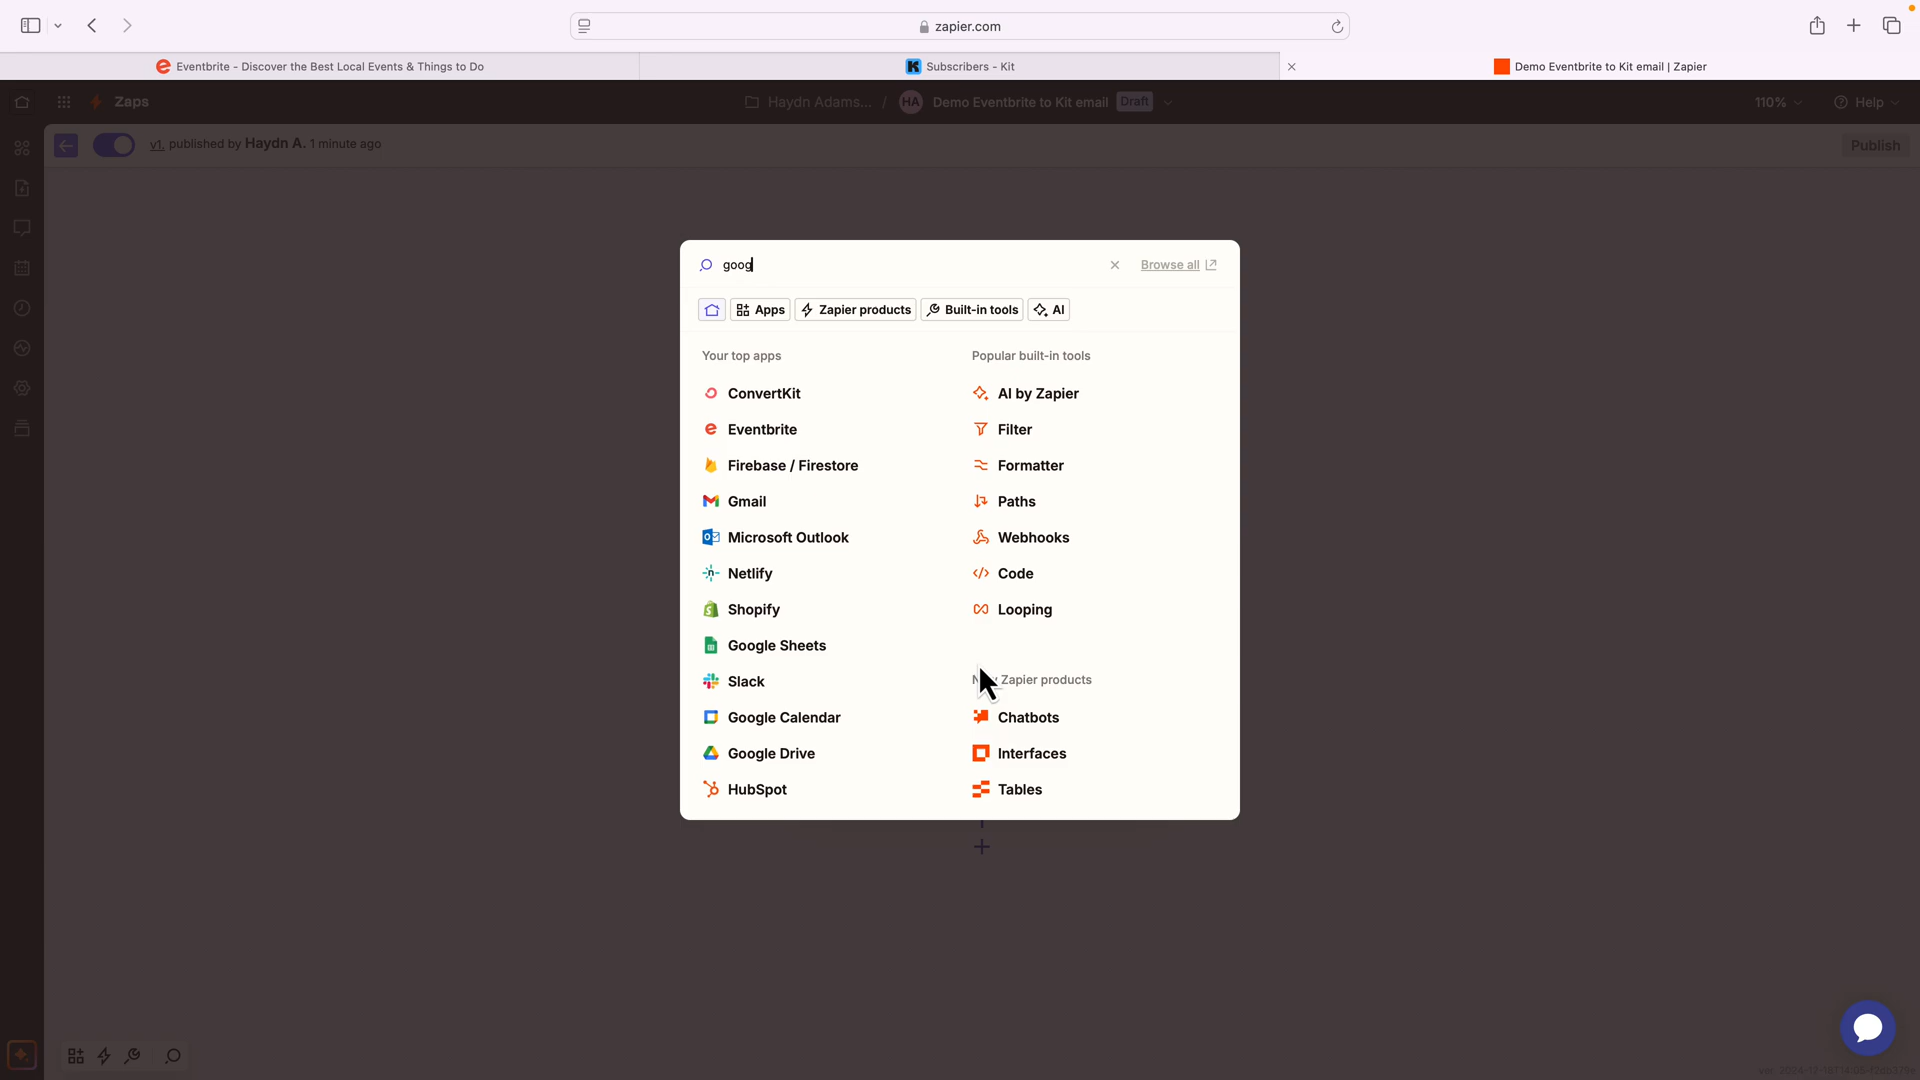 zapier.com
Eventbrite - Discover the Best Local Events & Things to Do
Subscribers - Kit
Demo Eventbrite to Kit email | Zapier
Zaps
Haydn Adams... / HA Demo Eventbrite to Kit email Draft
110%
Help
v1. published by Haydn A. 1 minute ago
Publish
goog
Browse all
Apps
Zapier products
Built-in tools
AI
Your top apps
ConvertKit
Eventbrite
Firebase / Firestore
Gmail
Microsoft Outlook
Netlify
Shopify
Google Sheets
Slack
Google Calendar
Google Drive
HubSpot
Popular built-in tools
AI by Zapier
Filter
Formatter
Paths
Webhooks
Code
Looping
Zapier products
Chatbots
Interfaces
Tables